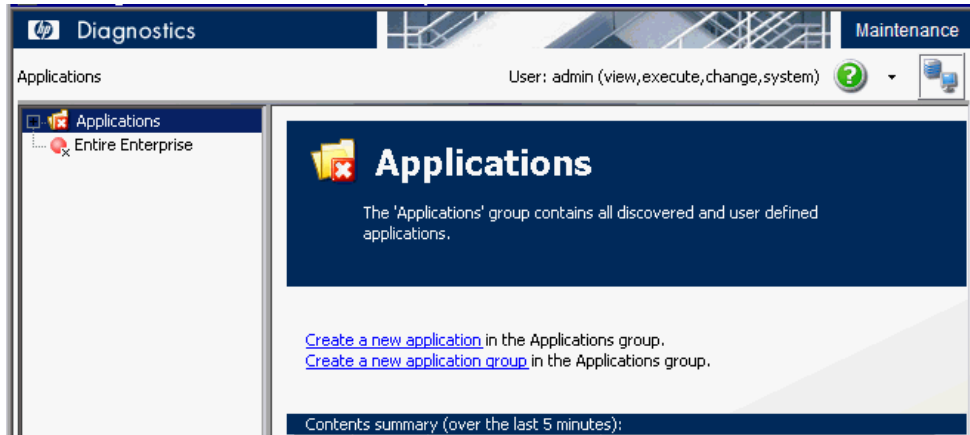 hp Diagnostics Maintenance
Applications User: admin (view,execute,change,system) ?
Applications
Entire Enterprise
Applications
The 'Applications' group contains all discovered and user defined
applications.
Create a new application in the Applications group.
Create a new application group in the Applications group.
Contents summary (over the last 5 minutes):